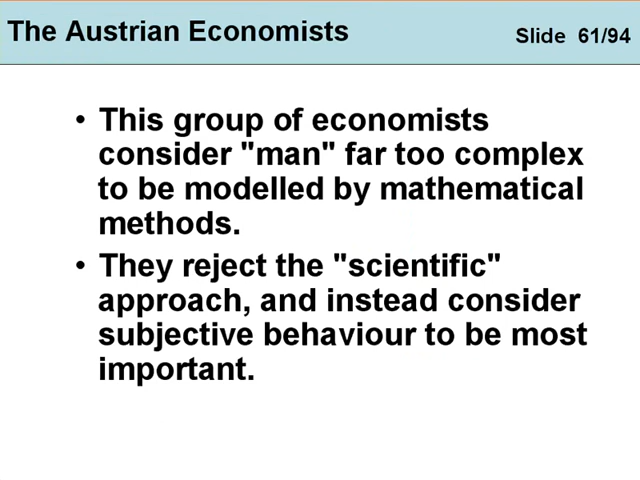 The Austrian Economists
Slide 61/94
• This group of economists
consider "man" far too complex
to be modelled by mathematical
methods.
• They reject the "scientific"
approach, and instead consider
subjective behaviour to be most
important.